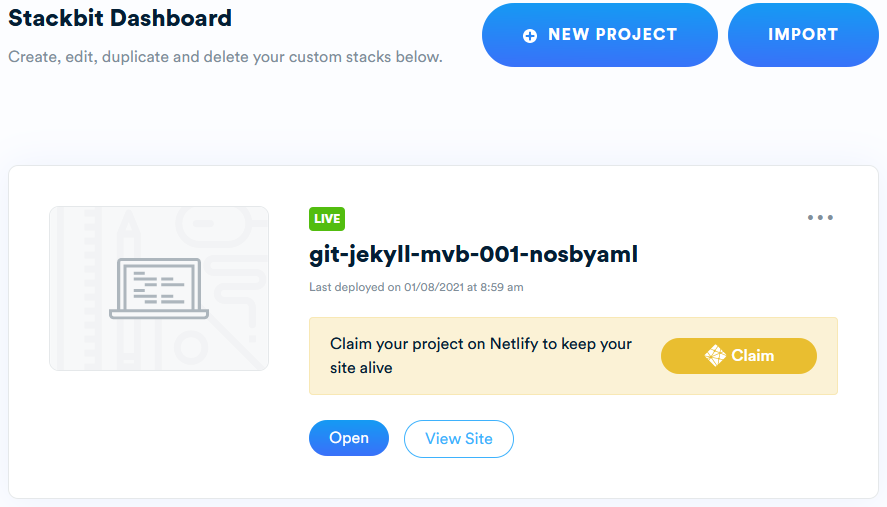 Stackbit Dashboard
NEW PROJECT
IMPORT
Create, edit, duplicate and delete your custom stacks below.
LIVE
git-jekyll-mvb-001-nosbyaml
Last deployed on 01/08/2021 at 8:59 am
Claim your project on Netlify to keep your
site alive
Claim
Open
View Site